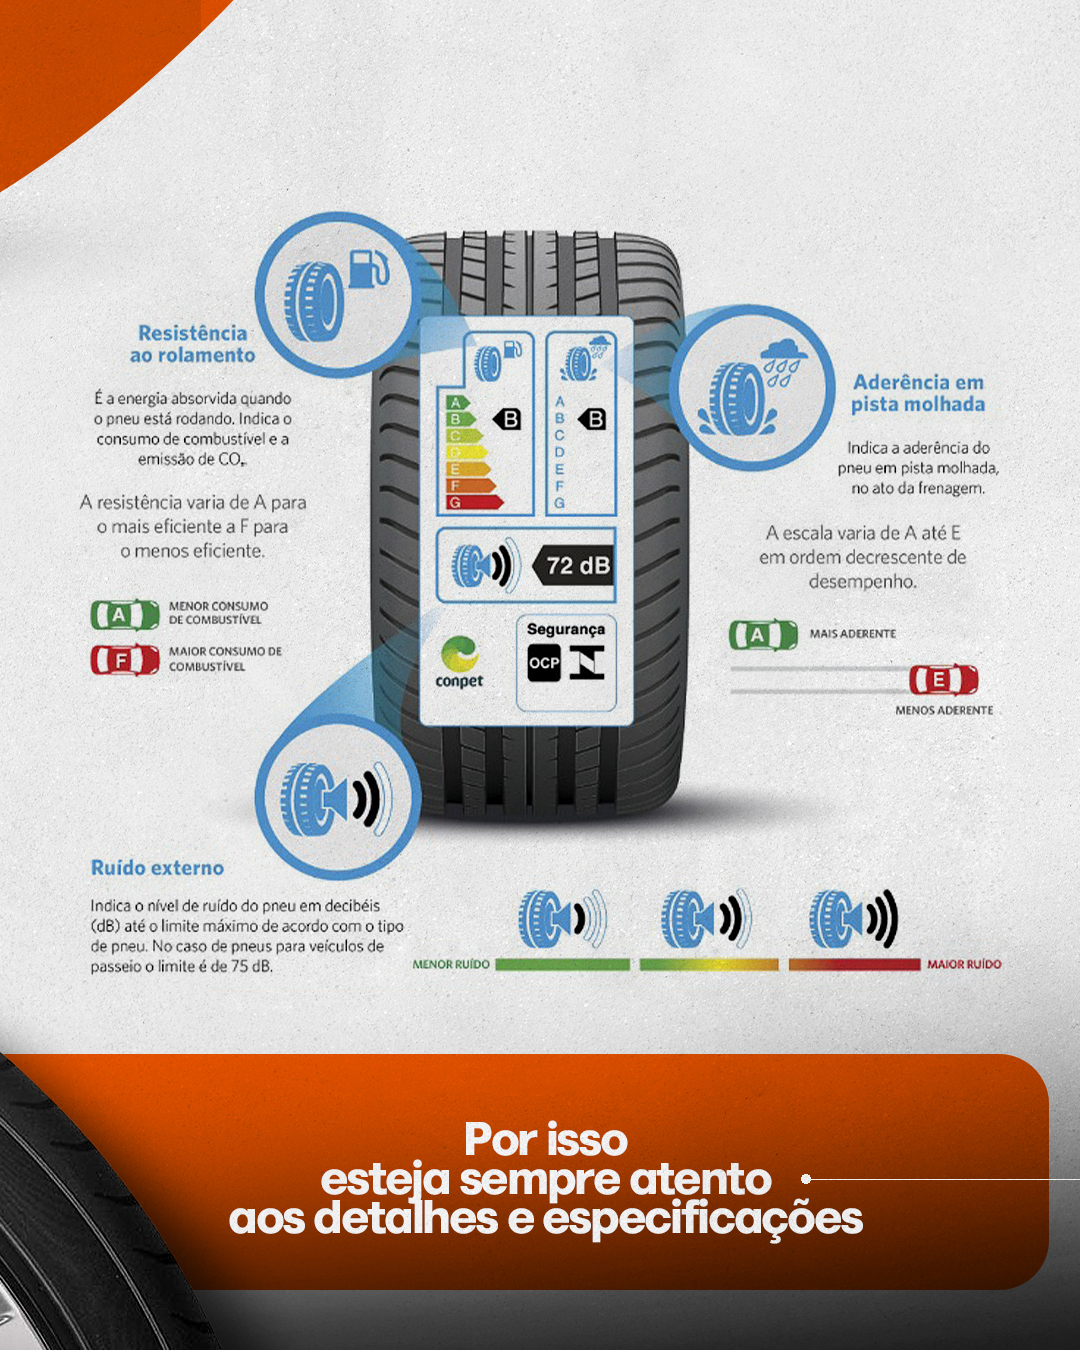 Resistência
ao rolamento
É a energia absorvida quando
o pneu está rodando. Indica o
consumo de combustível e a
emissão de CO₂.
A resistência varia de A para
o mais eficiente a F para
o menos eficiente.
A
MENOR CONSUMO
DE COMBUSTÍVEL
F
MAIOR CONSUMO DE
COMBUSTÍVEL
A
B
C
D
E
F
G
B
A
B
C
D
E
F
G
B
72 dB
conpet
Segurança
OCP
Aderência em
pista molhada
Indica a aderência do
pneu em pista molhada,
no ato da frenagem.
A escala varia de A até E
em ordem decrescente de
desempenho.
A
MAIS ADERENTE
E
MENOS ADERENTE
Ruído externo
Indica o nível de ruído do pneu em decibéis
(dB) até o limite máximo de acordo com o tipo
de pneu. No caso de pneus para veículos de
passeio o limite é de 75 dB.
MENOR RUÍDO
MAIOR RUÍDO
Por isso
esteja sempre atento
aos detalhes e especificações